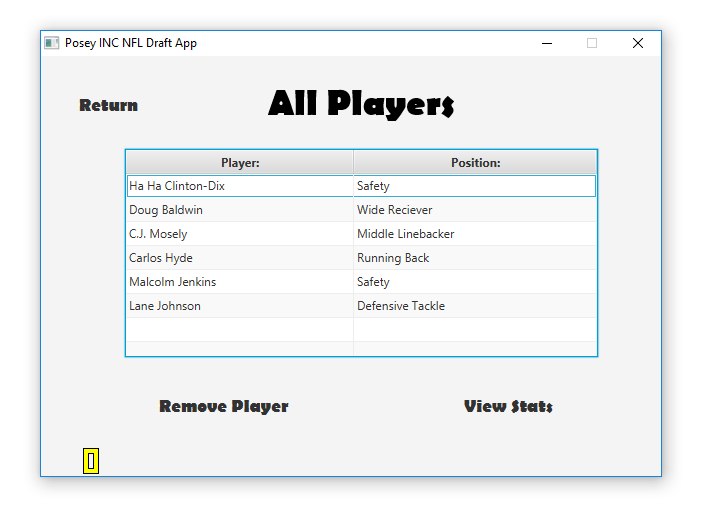 Posey INC NFL Draft App
Return
All Players
Player: Position:
Ha Ha Clinton-Dix Safety
Doug Baldwin Wide Reciever
C.J. Mosely Middle Linebacker
Carlos Hyde Running Back
Malcolm Jenkins Safety
Lane Johnson Defensive Tackle
Remove Player View Stats